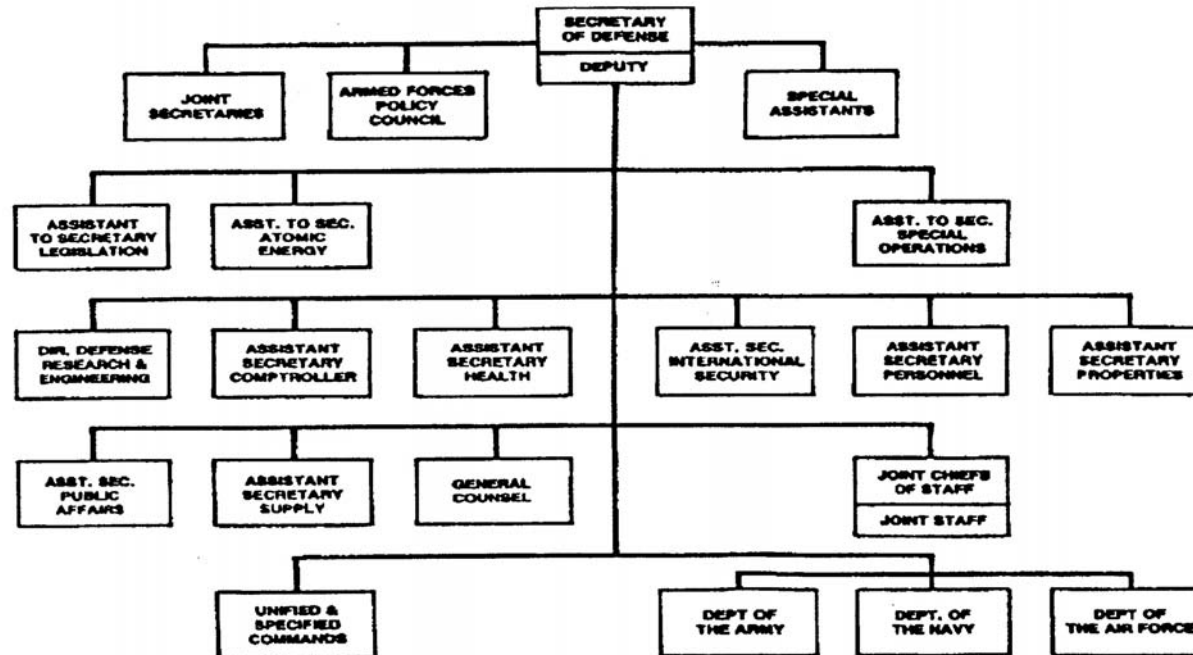 SECRETARY
OF DEFENSE
DEPUTY
JOINT
SECRETARIES
ARMED FORCES
POLICY
COUNCIL
SPECIAL
ASSISTANTS
ASSISTANT
TO SECRETARY
LEGISLATION
ASST. TO SEC.
ATOMIC
ENERGY
ASST. TO SEC.
SPECIAL
OPERATIONS
DIR. DEFENSE
RESEARCH &
ENGINEERING
ASSISTANT
SECRETARY
COMPTROLLER
ASSISTANT
SECRETARY
HEALTH
ASST. SEC.
INTERNATIONAL
SECURITY
ASSISTANT
SECRETARY
PERSONNEL
ASSISTANT
SECRETARY
PROPERTIES
ASST. SEC.
PUBLIC
AFFAIRS
ASSISTANT
SECRETARY
SUPPLY
GENERAL
COUNSEL
JOINT CHIEFS
OF STAFF
JOINT STAFF
UNIFIED &
SPECIFIED
COMMANDS
DEPT OF
THE ARMY
DEPT. OF
THE NAVY
DEPT OF
THE AIR FORCE